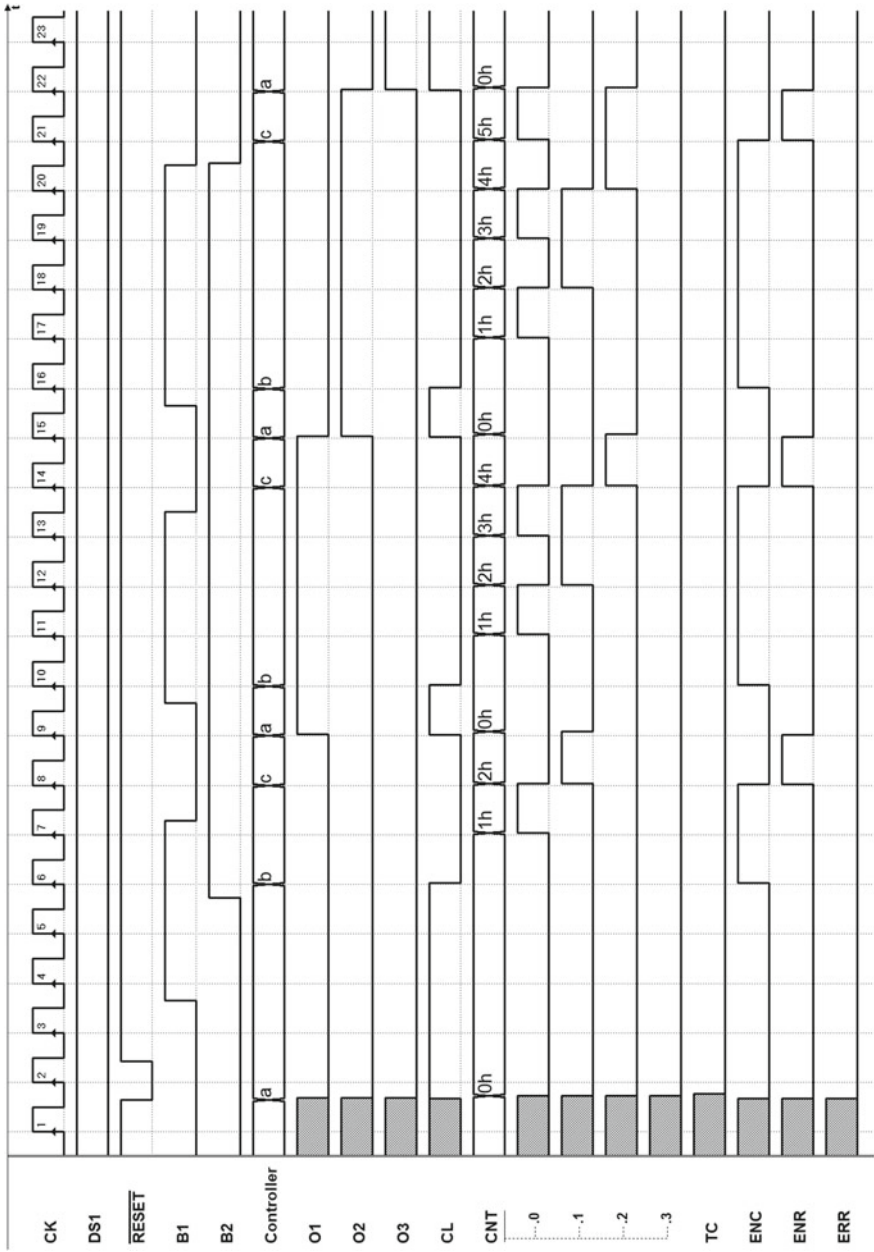 t
CK 1 2 3 4 5 6 7 8 9 10 11 12 13 14 15 16 17 18 19 20 21 22 23
DS1
RESET
B1
B2
Controller a b c a b c a b c a
O1
O2
O3
CL
CNT 0h 1h 2h 0h 1h 2h 3h 4h 0h 1h 2h 3h 4h 5h 0h
.0
.1
.2
.3
TC
ENC
ENR
ERR